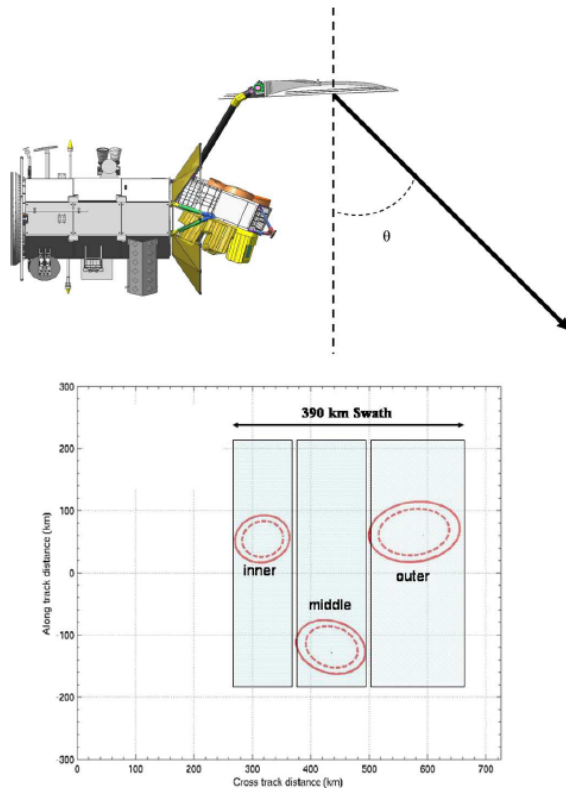 θ
390 km Swath
300
200
100
0
-100
-200
-300
Along track distance (km)
inner
middle
outer
0 100 200 300 400 500 600 700
Cross track distance (km)